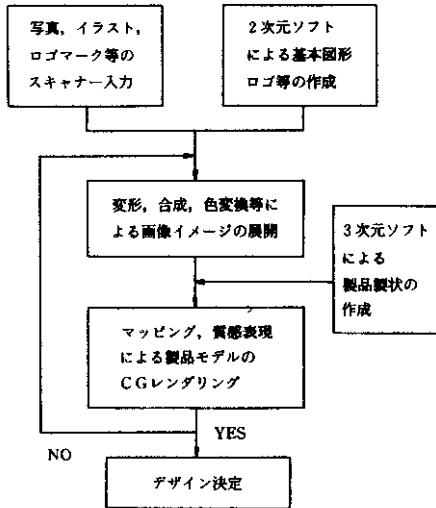 写真，イラスト，
ロゴマーク等の
スキャナー入力
2次元ソフト
による基本図形
ロゴ等の作成
変形，合成，色変換等に
よる画像イメージの展開
3次元ソフト
による
製品製状の
作成
マッピング，質感表現
による製品モデルの
CGレンダリング
YES
NO
デザイン決定